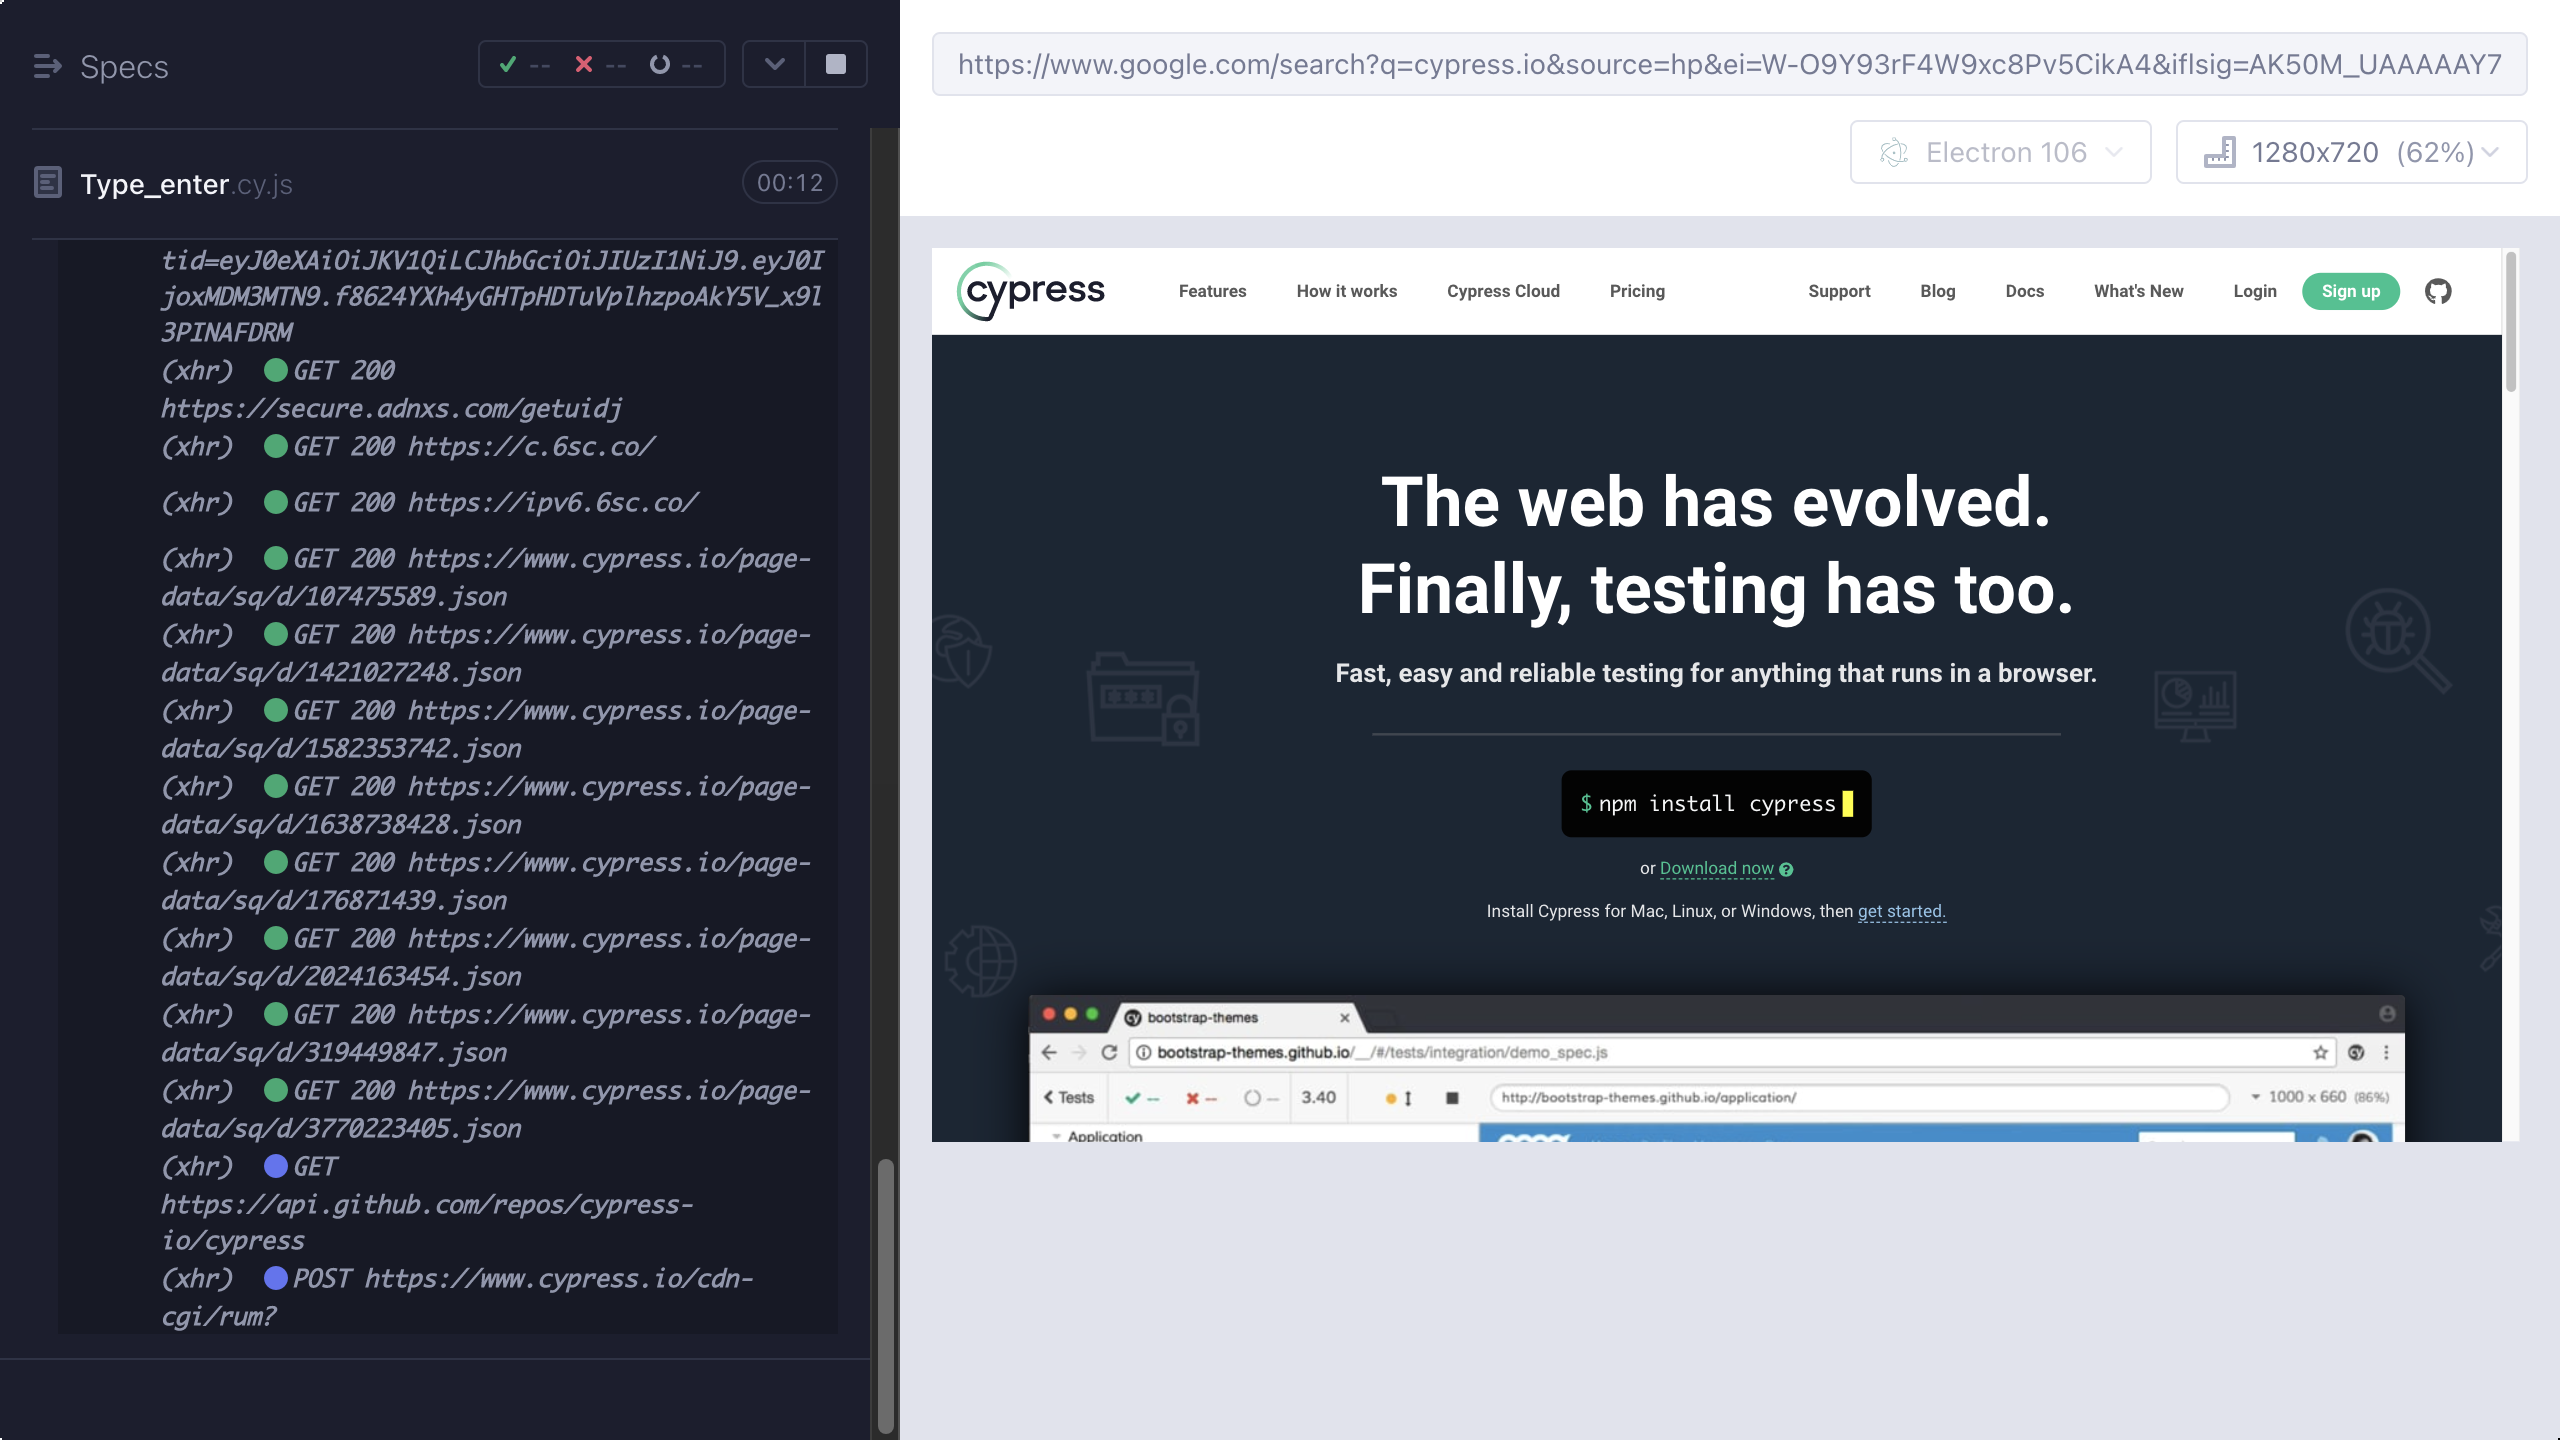 Specs
-- -- --
Type_enter.cy.js
00:12
tid=eyJ0eXAiOiJKV1QiLCJhbGciOiJIUzI1NiJ9.eyJ0I
joxMDM3MTN9.f8624YXh4yGHTpHDTuVplhzpoAkY5V_x9l
3PINAFDRM
(xhr) GET 200
https://secure.adnxs.com/getuidj
(xhr) GET 200 https://c.6sc.co/
(xhr) GET 200 https://ipv6.6sc.co/
(xhr) GET 200 https://www.cypress.io/page-
data/sq/d/107475589.json
(xhr) GET 200 https://www.cypress.io/page-
data/sq/d/1421027248.json
(xhr) GET 200 https://www.cypress.io/page-
data/sq/d/1582353742.json
(xhr) GET 200 https://www.cypress.io/page-
data/sq/d/1638738428.json
(xhr) GET 200 https://www.cypress.io/page-
data/sq/d/176871439.json
(xhr) GET 200 https://www.cypress.io/page-
data/sq/d/2024163454.json
(xhr) GET 200 https://www.cypress.io/page-
data/sq/d/319449847.json
(xhr) GET 200 https://www.cypress.io/page-
data/sq/d/3770223405.json
(xhr) GET
https://api.github.com/repos/cypress-
io/cypress
(xhr) POST https://www.cypress.io/cdn-
cgi/rum?
https://www.google.com/search?q=cypress.io&source=hp&ei=W-O9Y93rF4W9xc8Pv5CikA4&iflsig=AK50M_UAAAAAY7
Electron 106
1280x720 (62%)
cypress
Features How it works Cypress Cloud Pricing Support Blog Docs What's New Login Sign up
The web has evolved.
Finally, testing has too.
Fast, easy and reliable testing for anything that runs in a browser.
$ npm install cypress
or Download now ?
Install Cypress for Mac, Linux, or Windows, then get started.
cy bootstrap-themes
bootstrap-themes.github.io/__/#/tests/integration/demo_spec.js
cy
Tests -- -- -- 3.40 http://bootstrap-themes.github.io/application/ 1000 x 660 (86%)
Application